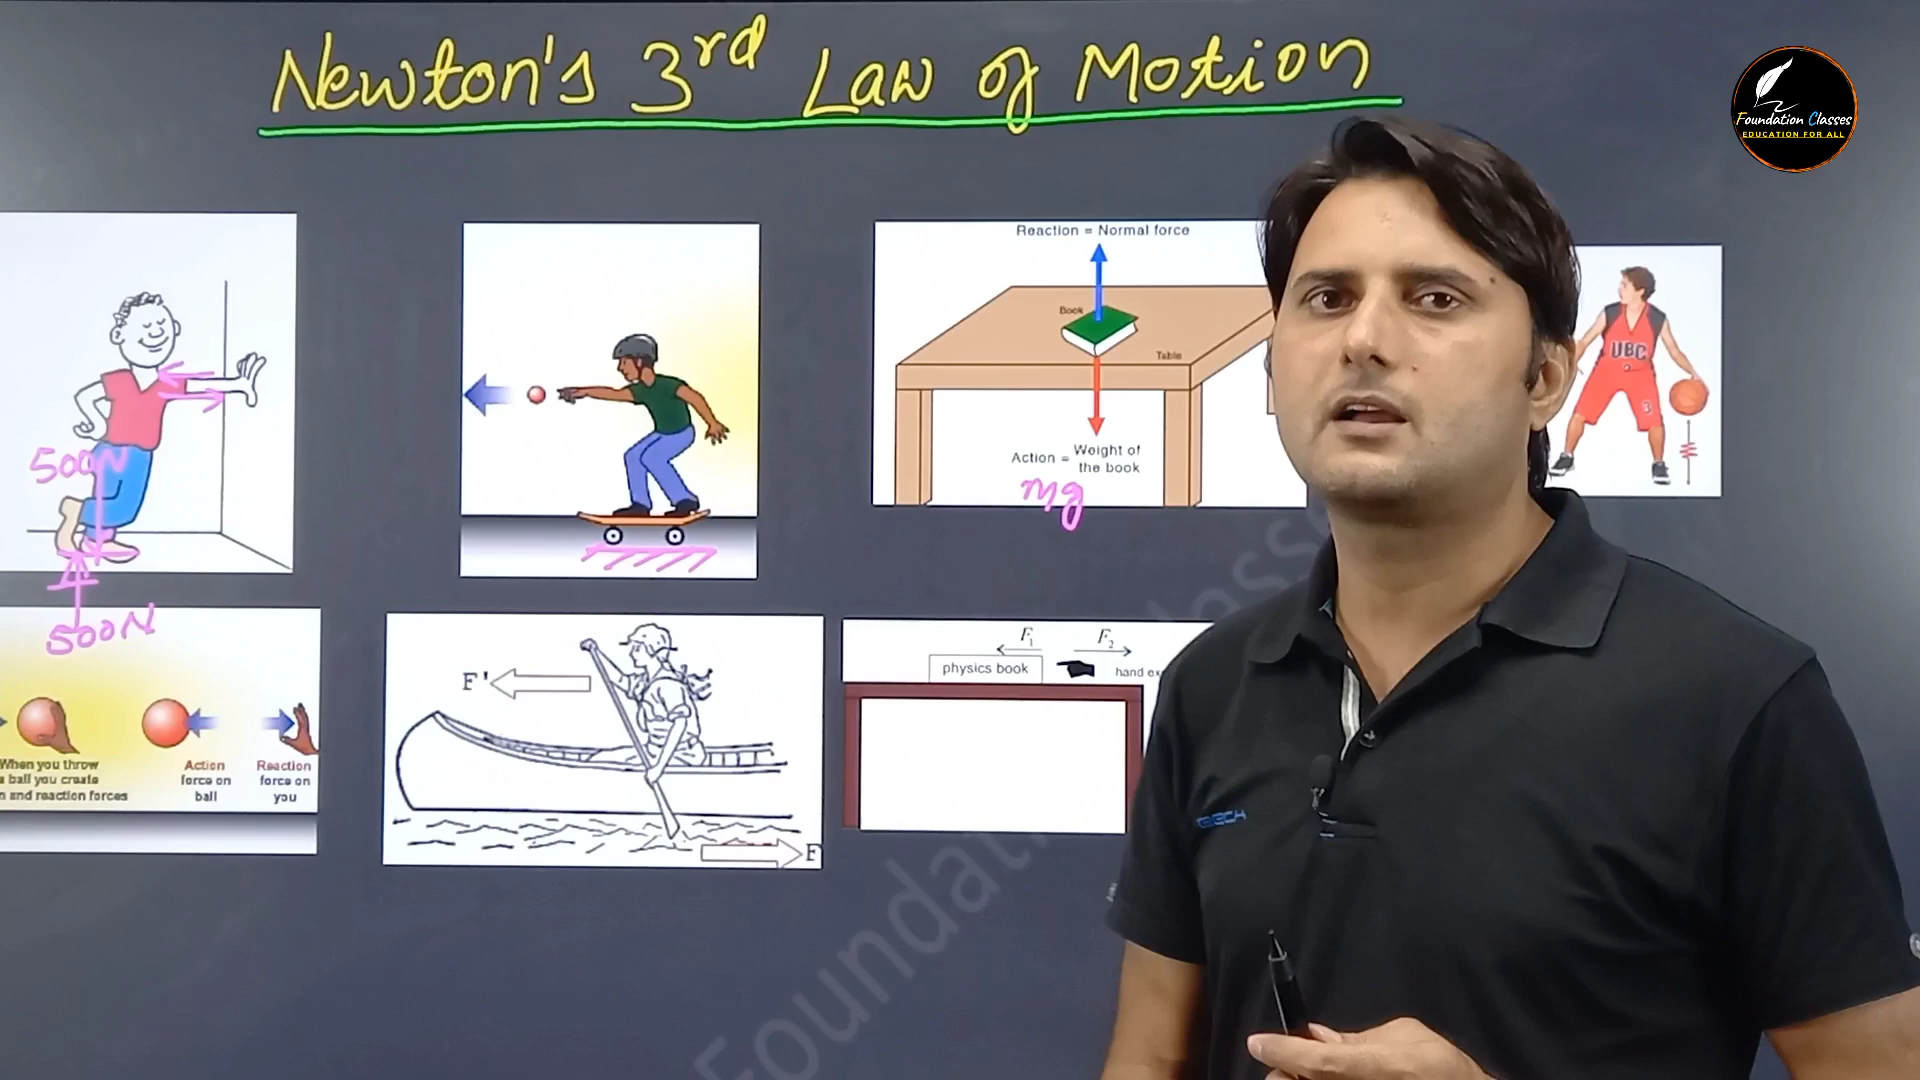 Newton's 3rd Law of Motion
Foundation Classes
EDUCATION FOR ALL
500N
500N
Reaction = Normal force
Book
Table
Action = Weight of
the book
mg
UBC
3
When you throw
a ball you create
and reaction forces
Action
force on
ball
Reaction
force on
you
F'
F
F₁
F₂
physics book
hand